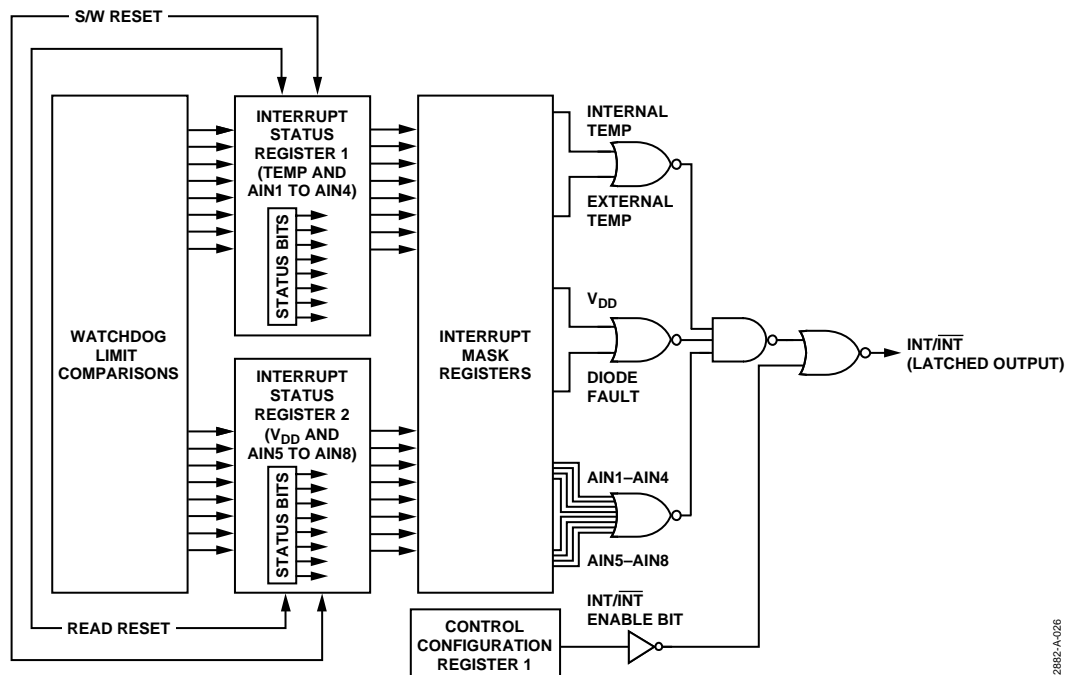 S/W RESET
INTERRUPT
STATUS
REGISTER 1
(TEMP AND
AIN1 TO AIN4)
STATUS BITS
WATCHDOG
LIMIT
COMPARISONS
INTERRUPT
STATUS
REGISTER 2
(VDD AND
AIN5 TO AIN8)
STATUS BITS
READ RESET
INTERRUPT
MASK
REGISTERS
INTERNAL
TEMP
EXTERNAL
TEMP
VDD
DIODE
FAULT
AIN1–AIN4
AIN5–AIN8
INT/I̅N̅T̅
(LATCHED OUTPUT)
INT/I̅N̅T̅
ENABLE BIT
CONTROL
CONFIGURATION
REGISTER 1
2882-A-026